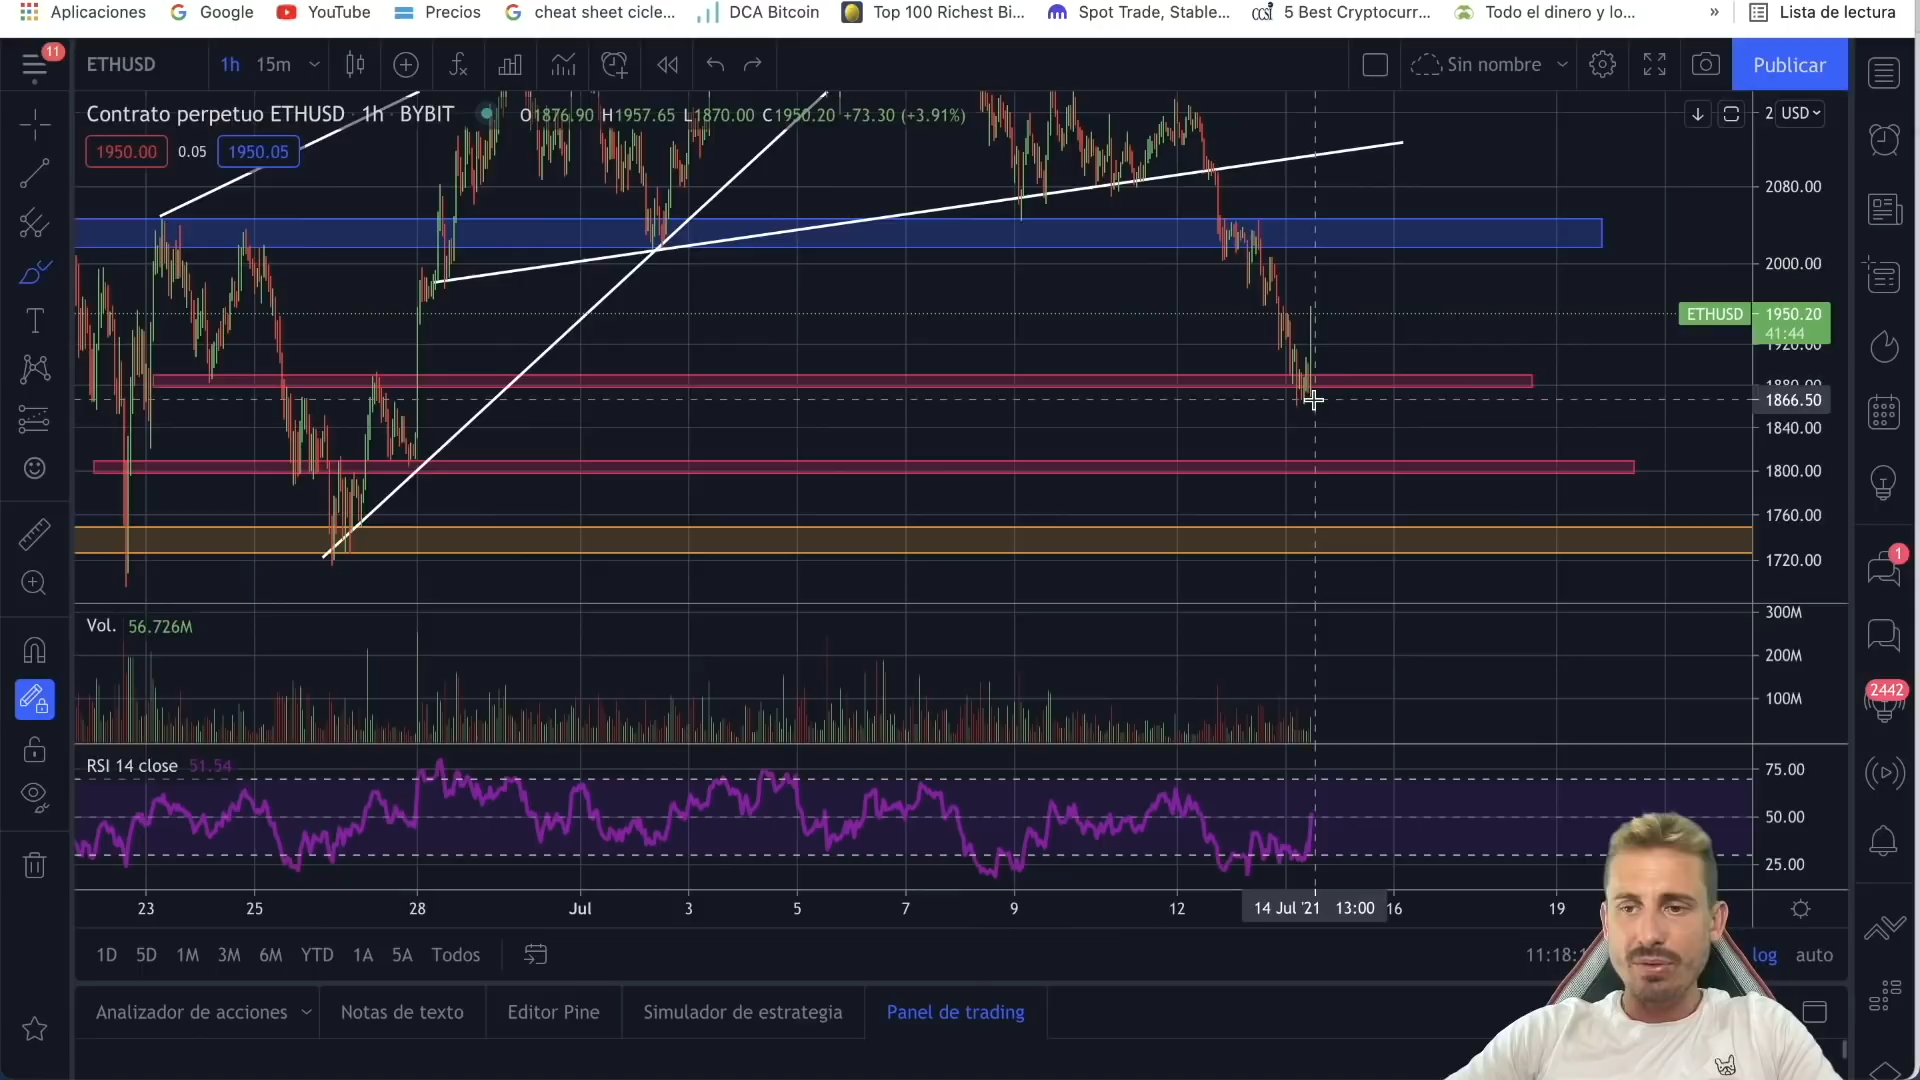 Aplicaciones Google YouTube Precios cheat sheet cicle... DCA Bitcoin Top 100 Richest Bi... Spot Trade, Stable... 5 Best Cryptocurr... Todo el dinero y lo... » Lista de lectura
11
ETHUSD 1h 15m Sin nombre Publicar
Contrato perpetuo ETHUSD · 1h · BYBIT O1876.90 H1957.65 L1870.00 C1950.20 +73.30 (+3.91%)
2 USD
1950.00 0.05 1950.05
2080.00
2000.00
ETHUSD 1950.20
41:44
1920.00
1880.00
1866.50
1840.00
1800.00
1760.00
1720.00
Vol. 56.726M
300M
200M
100M
1
2442
RSI 14 close 51.54
75.00
50.00
25.00
23 25 28 Jul 3 5 7 9 12 14 Jul '21 13:00 16 19
1D 5D 1M 3M 6M YTD 1A 5A Todos 11:18: log auto
Analizador de acciones Notas de texto Editor Pine Simulador de estrategia Panel de trading